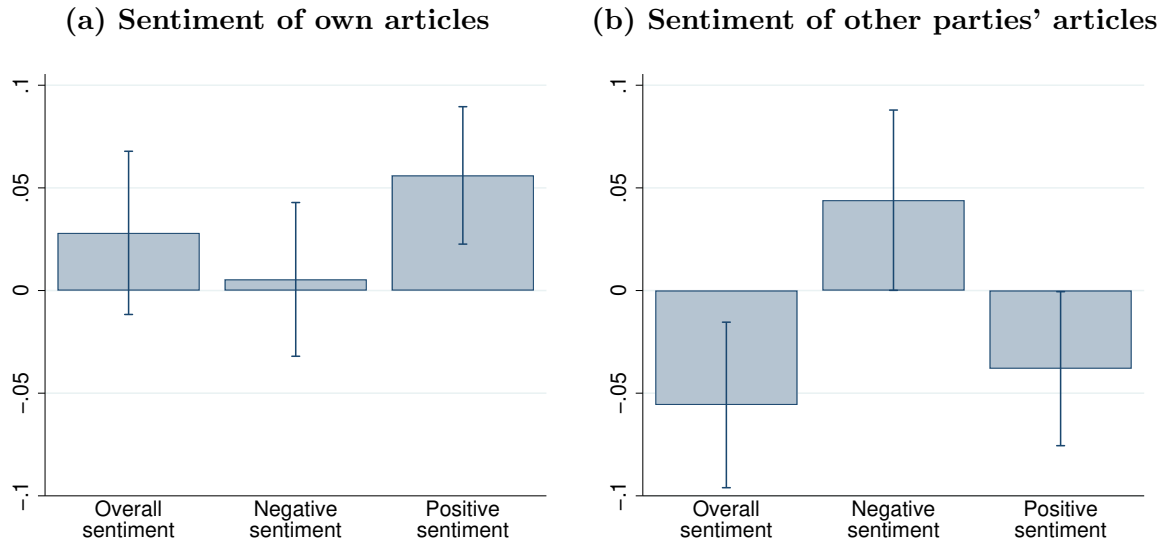 (a) Sentiment of own articles
.1
.05
0
-.05
-.1
Overall
sentiment
Negative
sentiment
Positive
sentiment
(b) Sentiment of other parties' articles
.1
.05
0
-.05
-.1
Overall
sentiment
Negative
sentiment
Positive
sentiment